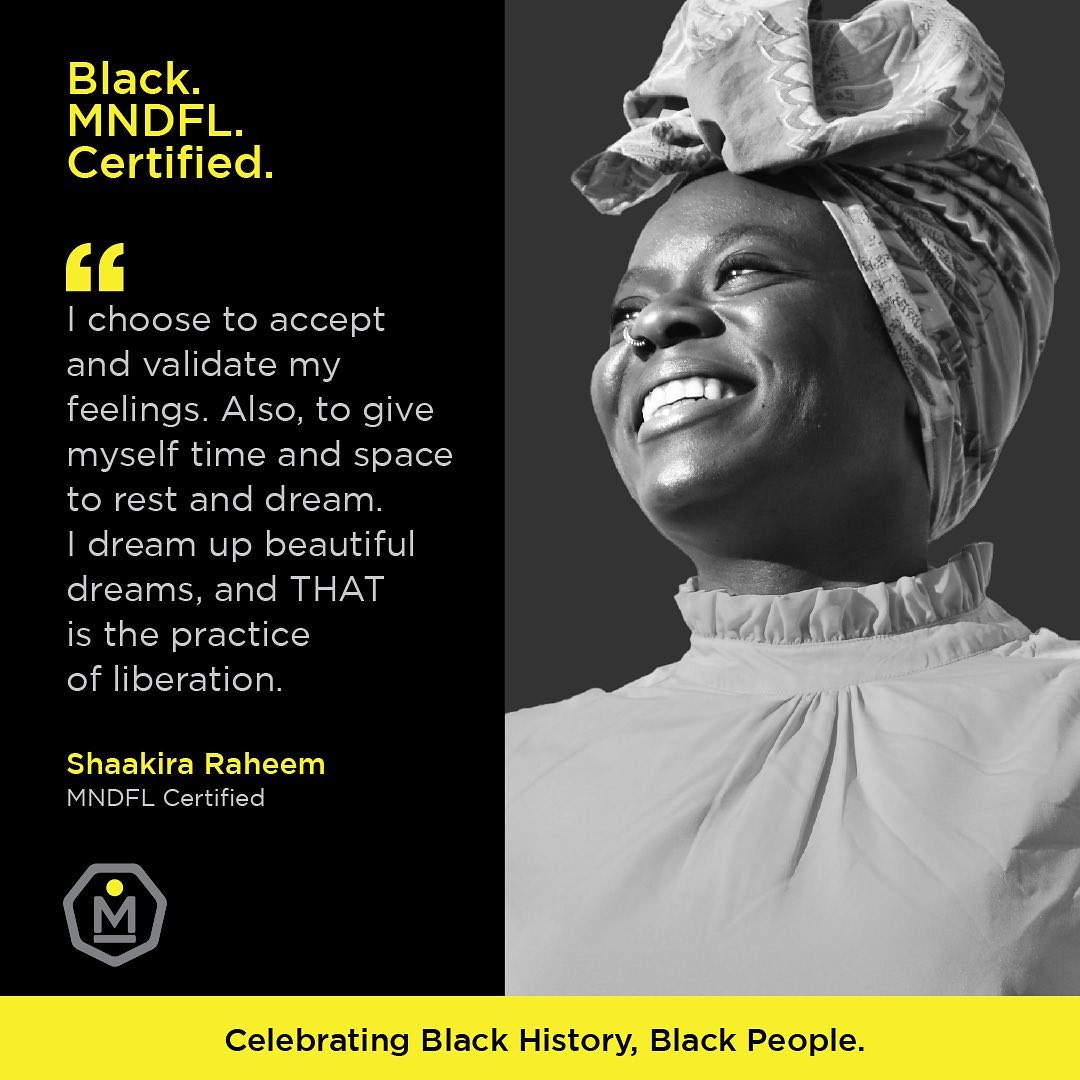 Black.
MNDFL.
Certified.
“
I choose to accept
and validate my
feelings. Also, to give
myself time and space
to rest and dream.
I dream up beautiful
dreams, and THAT
is the practice
of liberation.
Shaakira Raheem
MNDFL Certified
M
Celebrating Black History, Black People.